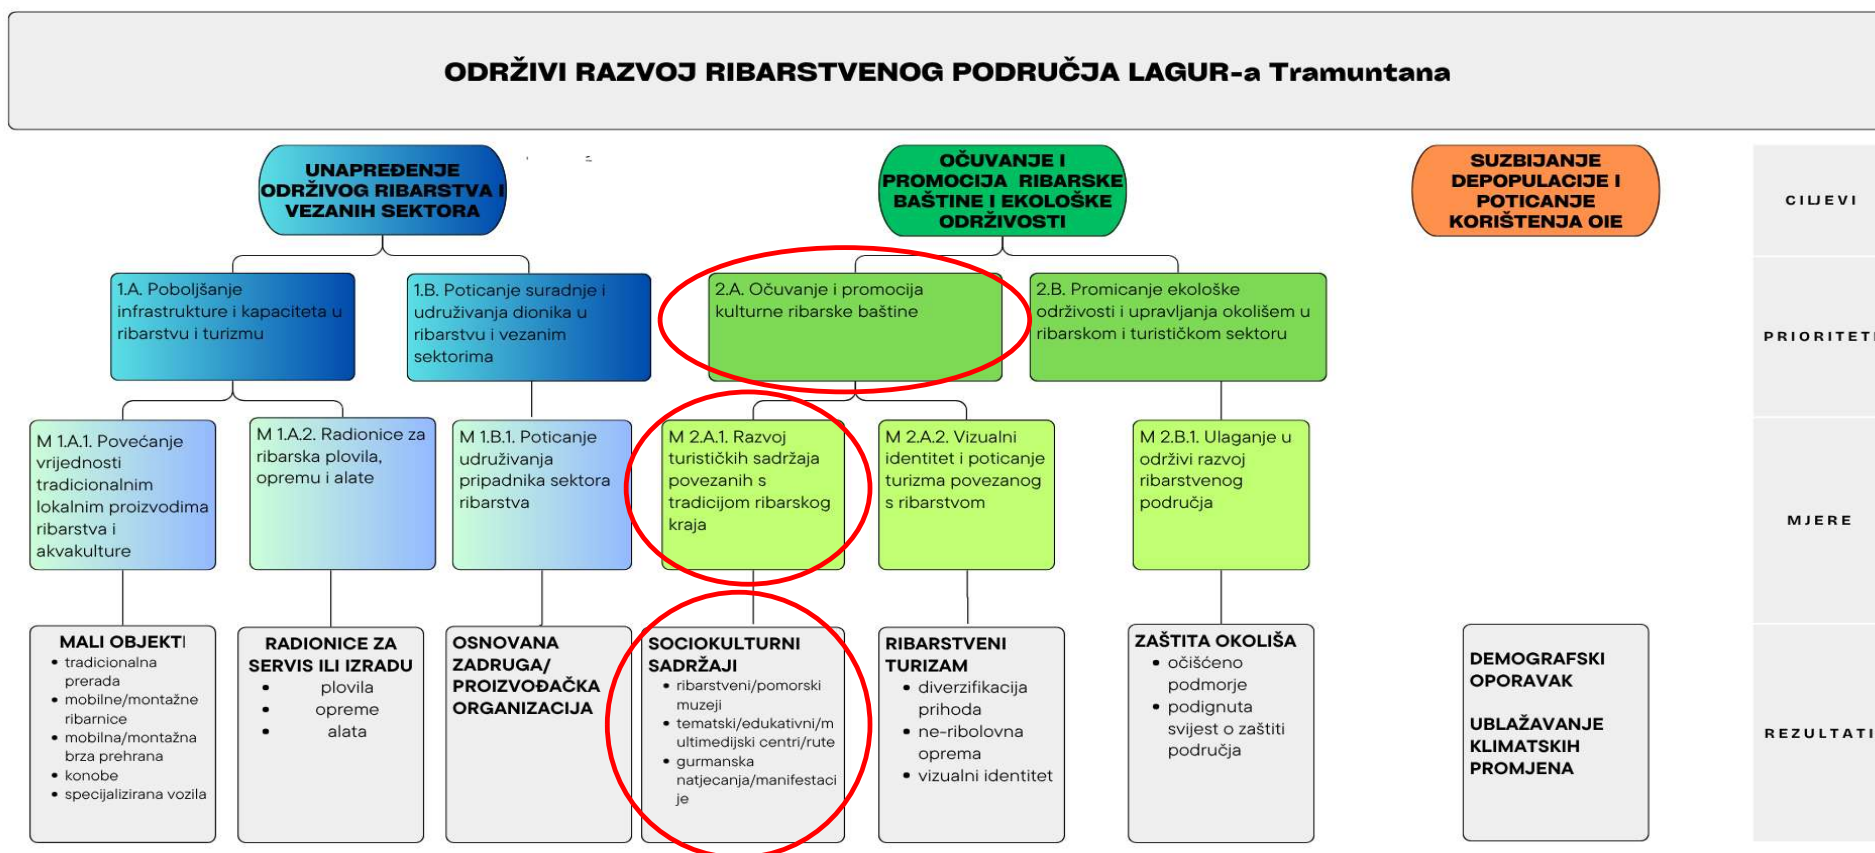 ODRŽIVI RAZVOJ RIBARSTVENOG PODRUČJA LAGUR-a Tramuntana
UNAPREĐENJE
ODRŽIVOG RIBARSTVA I
VEZANIH SEKTORA
OČUVANJE I
PROMOCIJA RIBARSKE
BAŠTINE I EKOLOŠKE
ODRŽIVOSTI
SUZBIJANJE
DEPOPULACIJE I
POTICANJE
KORIŠTENJA OIE
CILJEVI
1.A. Poboljšanje
infrastrukture i kapaciteta u
ribarstvu i turizmu
1.B. Poticanje suradnje i
udruživanja dionika u
ribarstvu i vezanim
sektorima
2.A. Očuvanje i promocija
kulturne ribarske baštine
2.B. Promicanje ekološke
održivosti i upravljanja okolišem u
ribarskom i turističkom sektoru
PRIORITETI
M 1.A.1. Povećanje
vrijednosti
tradicionalnim
lokalnim proizvodima
ribarstva i
akvakulture
M 1.A.2. Radionice za
ribarska plovila,
opremu i alate
M 1.B.1. Poticanje
udruživanja
pripadnika sektora
ribarstva
M 2.A.1. Razvoj
turističkih sadržaja
povezanih s
tradicijom ribarskog
kraja
M 2.A.2. Vizualni
identitet i poticanje
turizma povezanog
s ribarstvom
M 2.B.1. Ulaganje u
održivi razvoj
ribarstvenog
područja
MJERE
MALI OBJEKTI
• tradicionalna
prerada
• mobilne/montažne
ribarnice
• mobilna/montažna
brza prehrana
• konobe
• specijalizirana vozila
RADIONICE ZA
SERVIS ILI IZRADU
• plovila
• opreme
• alata
OSNOVANA
ZADRUGA/
PROIZVOĐAČKA
ORGANIZACIJA
SOCIOKULTURNI
SADRŽAJI
• ribarstveni/pomorski
muzeji
• tematski/edukativni/m
ultimedijski centri/rute
• gurmanska
natjecanja/manifestaci
je
RIBARSTVENI
TURIZAM
• diverzifikacija
prihoda
• ne-ribolovna
oprema
• vizualni identitet
ZAŠTITA OKOLIŠA
• očišćeno
podmorje
• podignuta
svijest o zaštiti
područja
DEMOGRAFSKI
OPORAVAK
UBLAŽAVANJE
KLIMATSKIH
PROMJENA
REZULTATI